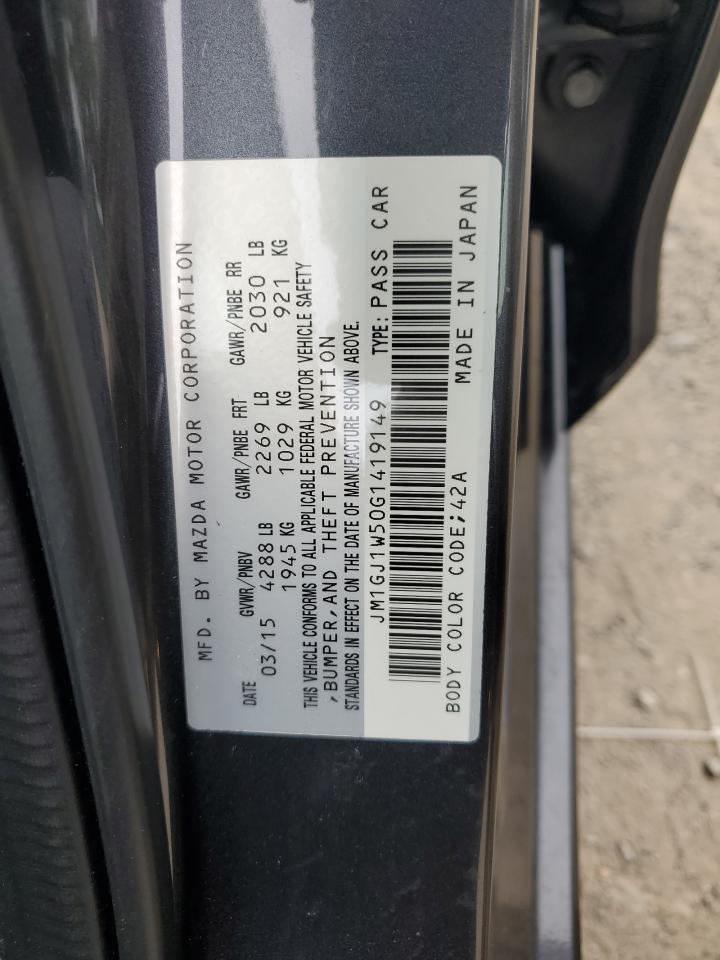 MFD. BY MAZDA MOTOR CORPORATION
DATE GVWR/PNBV GAWR/PNBE FRT GAWR/PNBE RR
03/15 4288 LB 2269 LB 2030 LB
1945 KG 1029 KG 921 KG
THIS VEHICLE CONFORMS TO ALL APPLICABLE FEDERAL MOTOR VEHICLE SAFETY
,BUMPER,AND THEFT PREVENTION
STANDARDS IN EFFECT ON THE DATE OF MANUFACTURE SHOWN ABOVE.
JM1GJ1W50G1419149 TYPE: PASS CAR
BODY COLOR CODE;42A MADE IN JAPAN